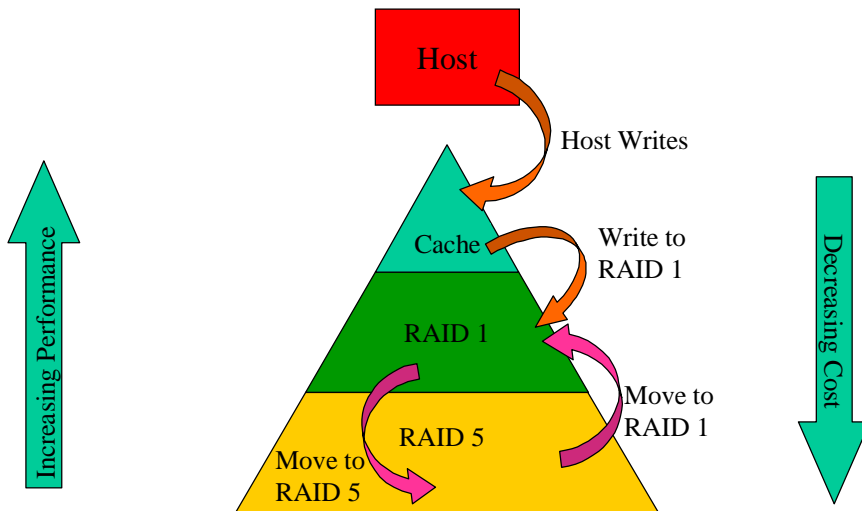 Host
Host Writes
Cache
Write to
RAID 1
RAID 1
Move to
RAID 1
RAID 5
Move to
RAID 5
Increasing Performance
Decreasing Cost